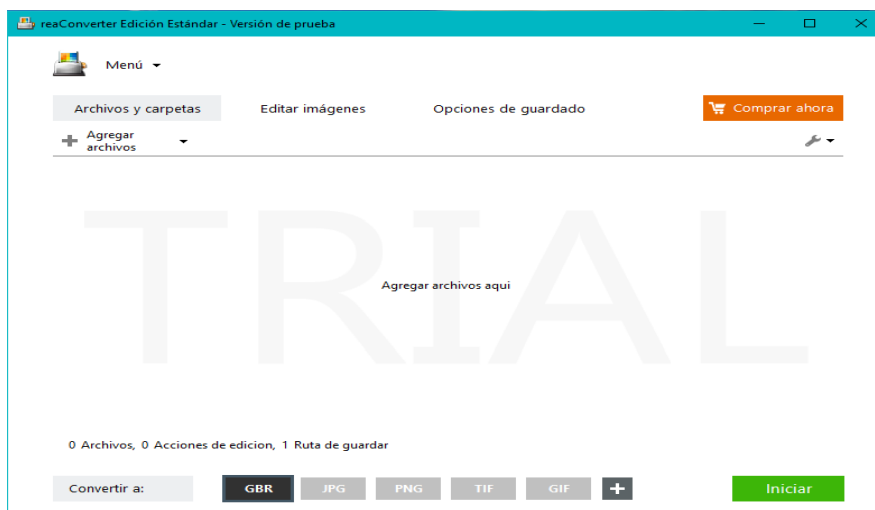 reaConverter Edición Estándar - Versión de prueba
Menú
Archivos y carpetas
Editar imágenes
Opciones de guardado
Comprar ahora
Agregar
archivos
TRIAL
Agregar archivos aqui
0 Archivos, 0 Acciones de edicion, 1 Ruta de guardar
Convertir a:
GBR
JPG
PNG
TIF
GIF
Iniciar